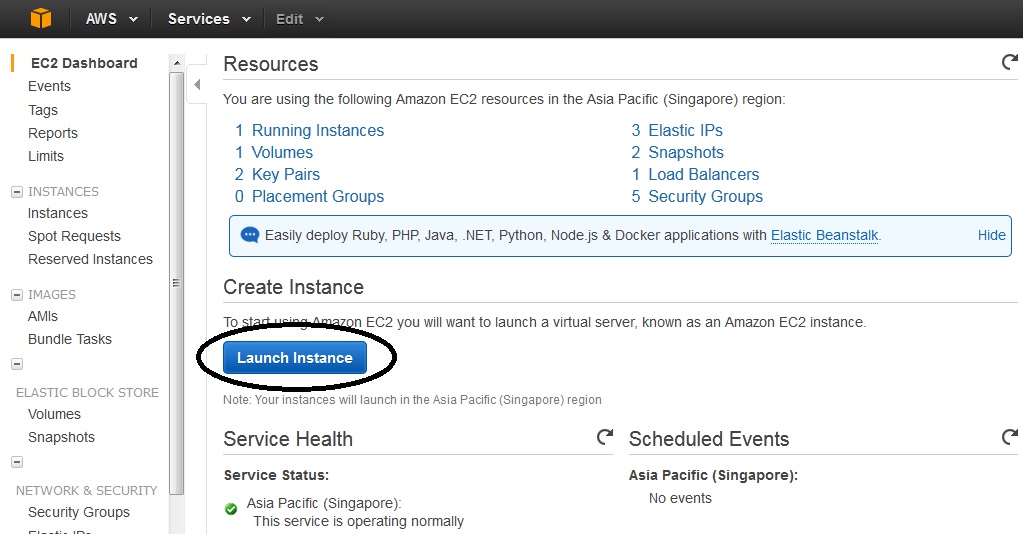 AWS Services Edit
EC2 Dashboard
Events
Tags
Reports
Limits
INSTANCES
Instances
Spot Requests
Reserved Instances
IMAGES
AMIs
Bundle Tasks
ELASTIC BLOCK STORE
Volumes
Snapshots
NETWORK & SECURITY
Security Groups
Elastic IPs
Resources
You are using the following Amazon EC2 resources in the Asia Pacific (Singapore) region:
1 Running Instances
1 Volumes
2 Key Pairs
0 Placement Groups
3 Elastic IPs
2 Snapshots
1 Load Balancers
5 Security Groups
Easily deploy Ruby, PHP, Java, .NET, Python, Node.js & Docker applications with Elastic Beanstalk. Hide
Create Instance
To start using Amazon EC2 you will want to launch a virtual server, known as an Amazon EC2 instance.
Launch Instance
Note: Your instances will launch in the Asia Pacific (Singapore) region
Service Health
Service Status:
Asia Pacific (Singapore):
This service is operating normally
Scheduled Events
Asia Pacific (Singapore):
No events